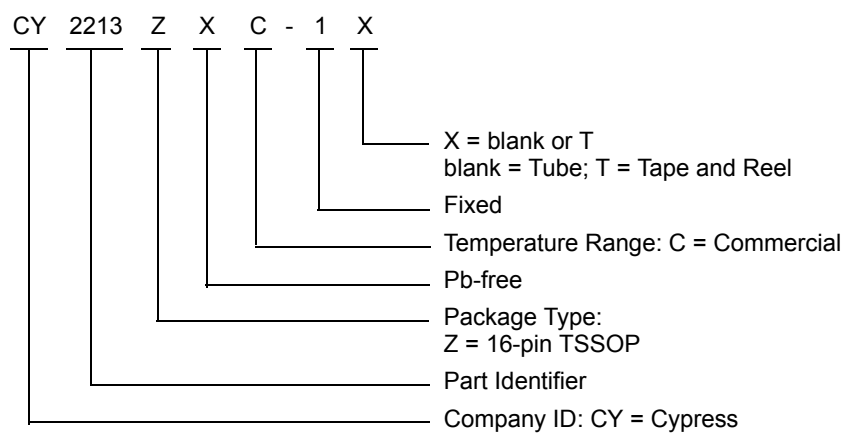 CY 2213 Z X C - 1 X
X = blank or T
blank = Tube; T = Tape and Reel
Fixed
Temperature Range: C = Commercial
Pb-free
Package Type:
Z = 16-pin TSSOP
Part Identifier
Company ID: CY = Cypress